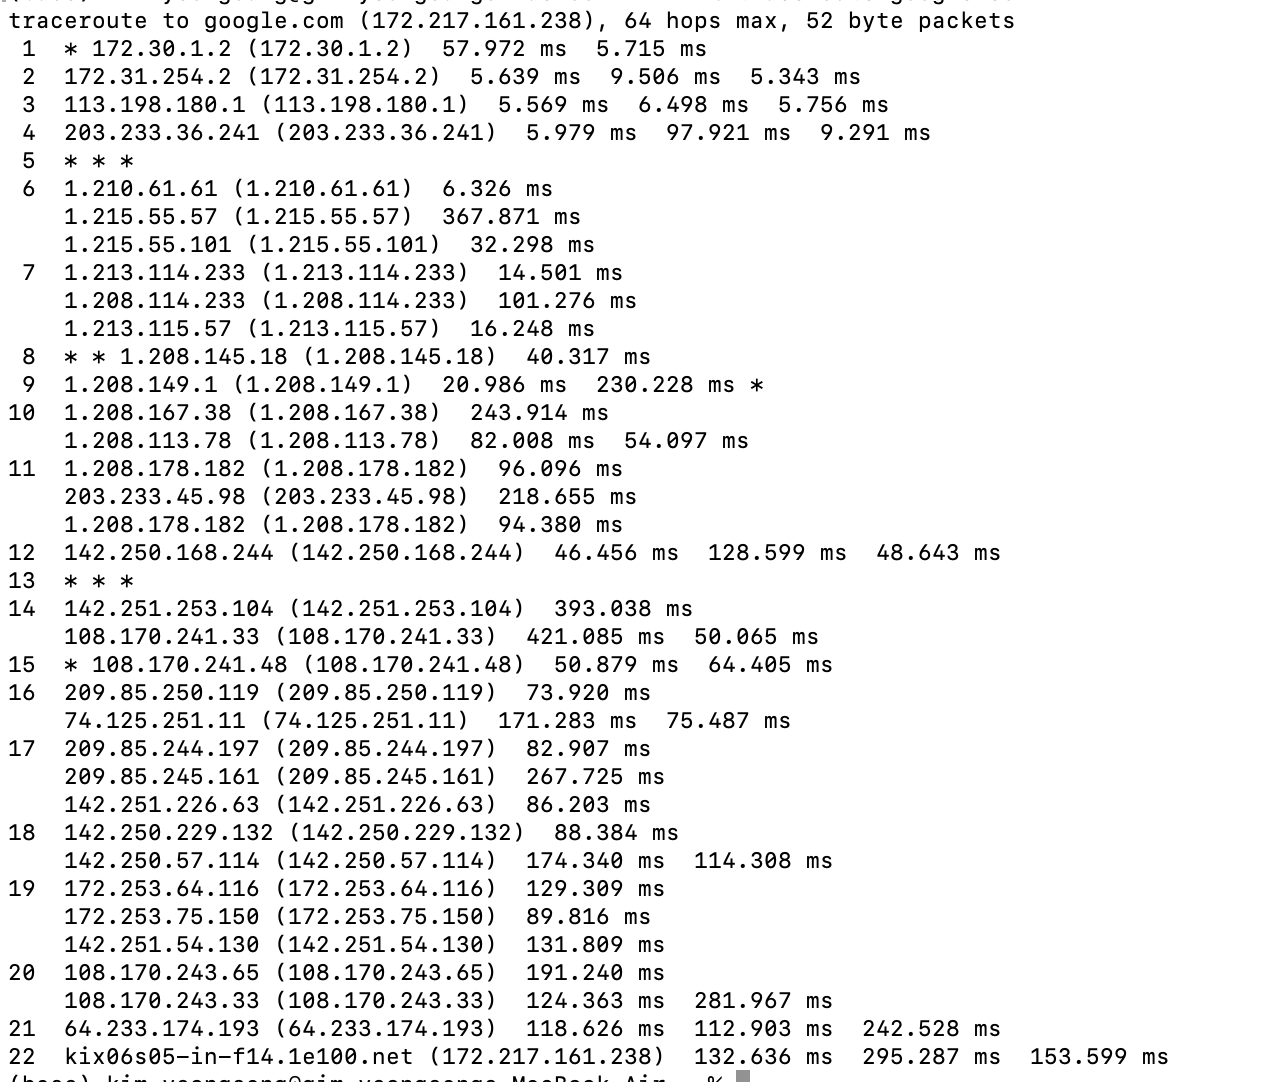 traceroute to google.com (172.217.161.238), 64 hops max, 52 byte packets
 1  * 172.30.1.2 (172.30.1.2)  57.972 ms  5.715 ms
 2  172.31.254.2 (172.31.254.2)  5.639 ms  9.506 ms  5.343 ms
 3  113.198.180.1 (113.198.180.1)  5.569 ms  6.498 ms  5.756 ms
 4  203.233.36.241 (203.233.36.241)  5.979 ms  97.921 ms  9.291 ms
 5  * * *
 6  1.210.61.61 (1.210.61.61)  6.326 ms
    1.215.55.57 (1.215.55.57)  367.871 ms
    1.215.55.101 (1.215.55.101)  32.298 ms
 7  1.213.114.233 (1.213.114.233)  14.501 ms
    1.208.114.233 (1.208.114.233)  101.276 ms
    1.213.115.57 (1.213.115.57)  16.248 ms
 8  * * 1.208.145.18 (1.208.145.18)  40.317 ms
 9  1.208.149.1 (1.208.149.1)  20.986 ms  230.228 ms *
10  1.208.167.38 (1.208.167.38)  243.914 ms
    1.208.113.78 (1.208.113.78)  82.008 ms  54.097 ms
11  1.208.178.182 (1.208.178.182)  96.096 ms
    203.233.45.98 (203.233.45.98)  218.655 ms
    1.208.178.182 (1.208.178.182)  94.380 ms
12  142.250.168.244 (142.250.168.244)  46.456 ms  128.599 ms  48.643 ms
13  * * *
14  142.251.253.104 (142.251.253.104)  393.038 ms
    108.170.241.33 (108.170.241.33)  421.085 ms  50.065 ms
15  * 108.170.241.48 (108.170.241.48)  50.879 ms  64.405 ms
16  209.85.250.119 (209.85.250.119)  73.920 ms
    74.125.251.11 (74.125.251.11)  171.283 ms  75.487 ms
17  209.85.244.197 (209.85.244.197)  82.907 ms
    209.85.245.161 (209.85.245.161)  267.725 ms
    142.251.226.63 (142.251.226.63)  86.203 ms
18  142.250.229.132 (142.250.229.132)  88.384 ms
    142.250.57.114 (142.250.57.114)  174.340 ms  114.308 ms
19  172.253.64.116 (172.253.64.116)  129.309 ms
    172.253.75.150 (172.253.75.150)  89.816 ms
    142.251.54.130 (142.251.54.130)  131.809 ms
20  108.170.243.65 (108.170.243.65)  191.240 ms
    108.170.243.33 (108.170.243.33)  124.363 ms  281.967 ms
21  64.233.174.193 (64.233.174.193)  118.626 ms  112.903 ms  242.528 ms
22  kix06s05-in-f14.1e100.net (172.217.161.238)  132.636 ms  295.287 ms  153.599 ms